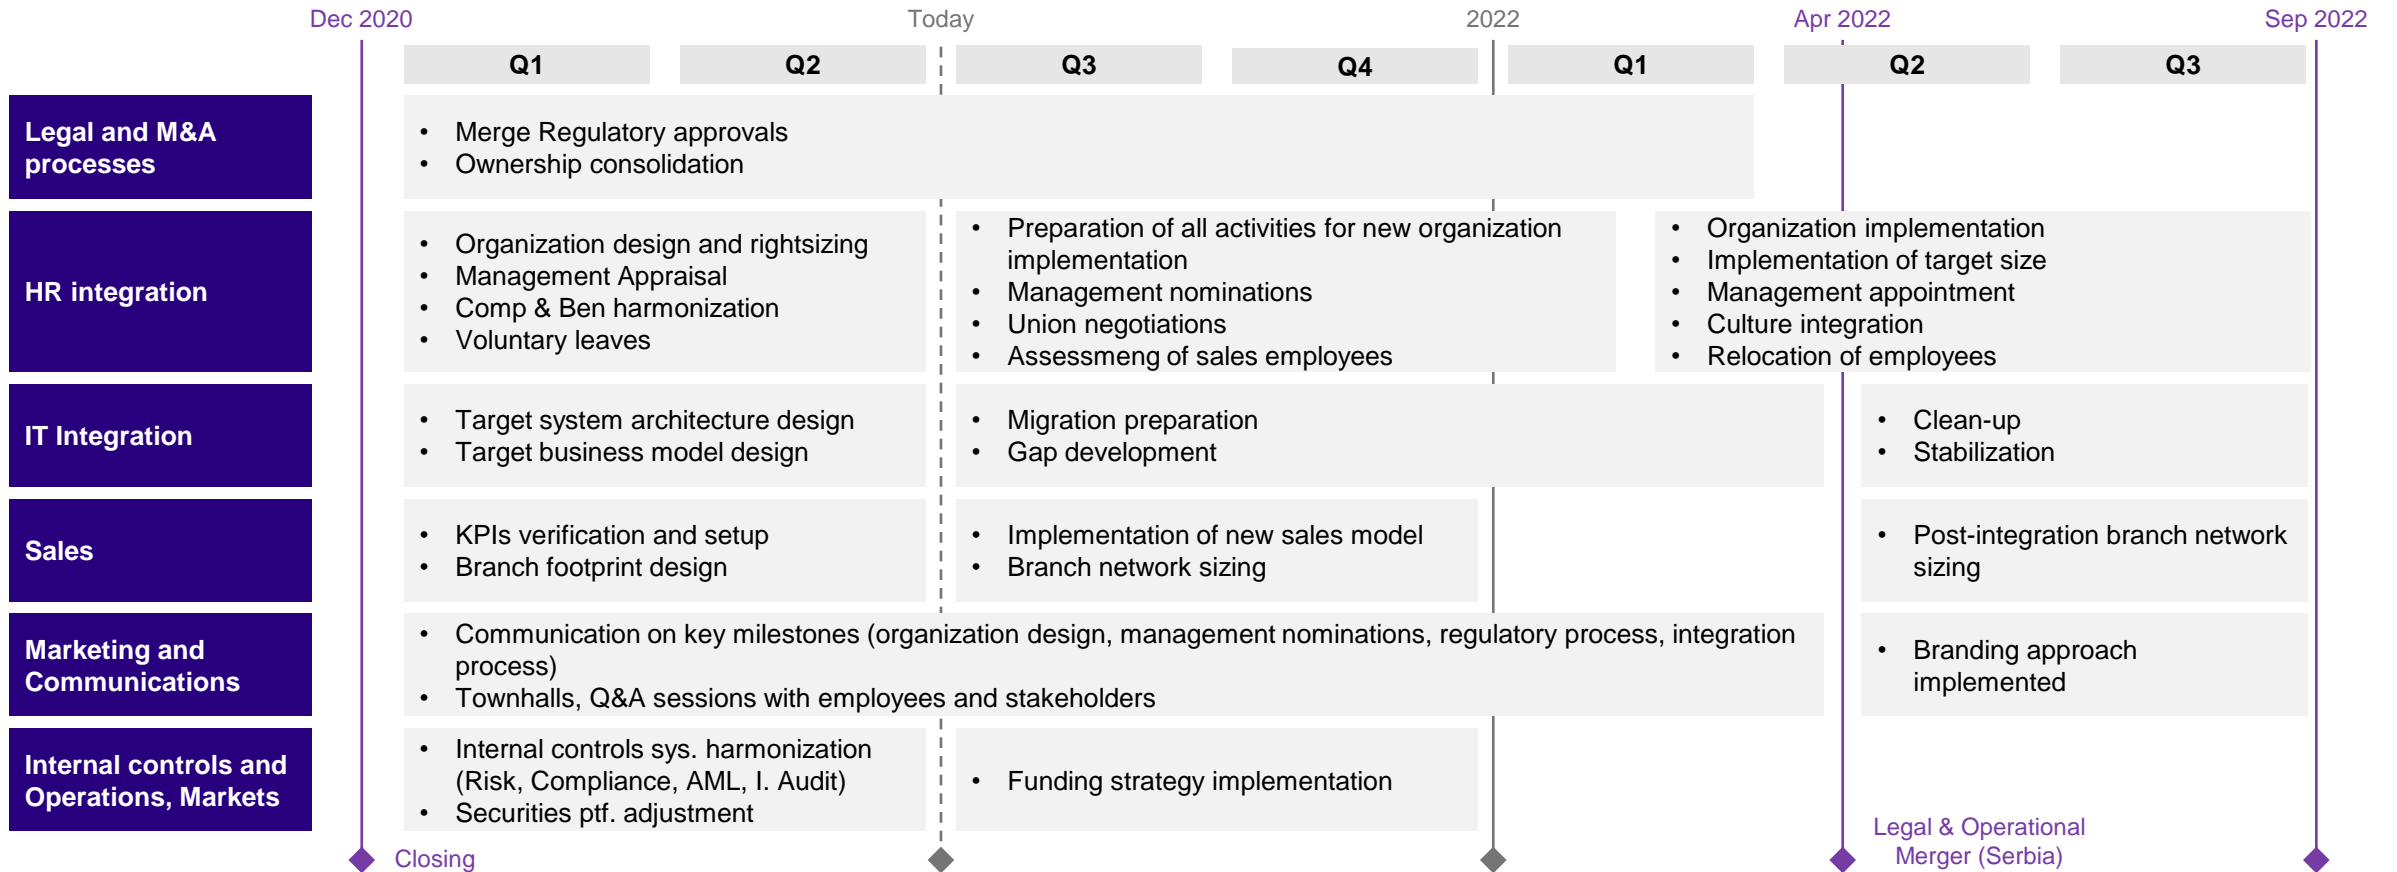 Dec 2020
Today
2022
Apr 2022
Sep 2022
Q1
Q2
Q3
Q4
Q1
Q2
Q3
Legal and M&A
processes
• Merge Regulatory approvals
• Ownership consolidation
HR integration
• Organization design and rightsizing
• Management Appraisal
• Comp & Ben harmonization
• Voluntary leaves
• Preparation of all activities for new organization
implementation
• Management nominations
• Union negotiations
• Assessmeng of sales employees
• Organization implementation
• Implementation of target size
• Management appointment
• Culture integration
• Relocation of employees
IT Integration
• Target system architecture design
• Target business model design
• Migration preparation
• Gap development
• Clean-up
• Stabilization
Sales
• KPIs verification and setup
• Branch footprint design
• Implementation of new sales model
• Branch network sizing
• Post-integration branch network
sizing
Marketing and
Communications
• Communication on key milestones (organization design, management nominations, regulatory process, integration
process)
• Townhalls, Q&A sessions with employees and stakeholders
• Branding approach
implemented
Internal controls and
Operations, Markets
• Internal controls sys. harmonization
(Risk, Compliance, AML, I. Audit)
• Securities ptf. adjustment
• Funding strategy implementation
Closing
Legal & Operational
Merger (Serbia)